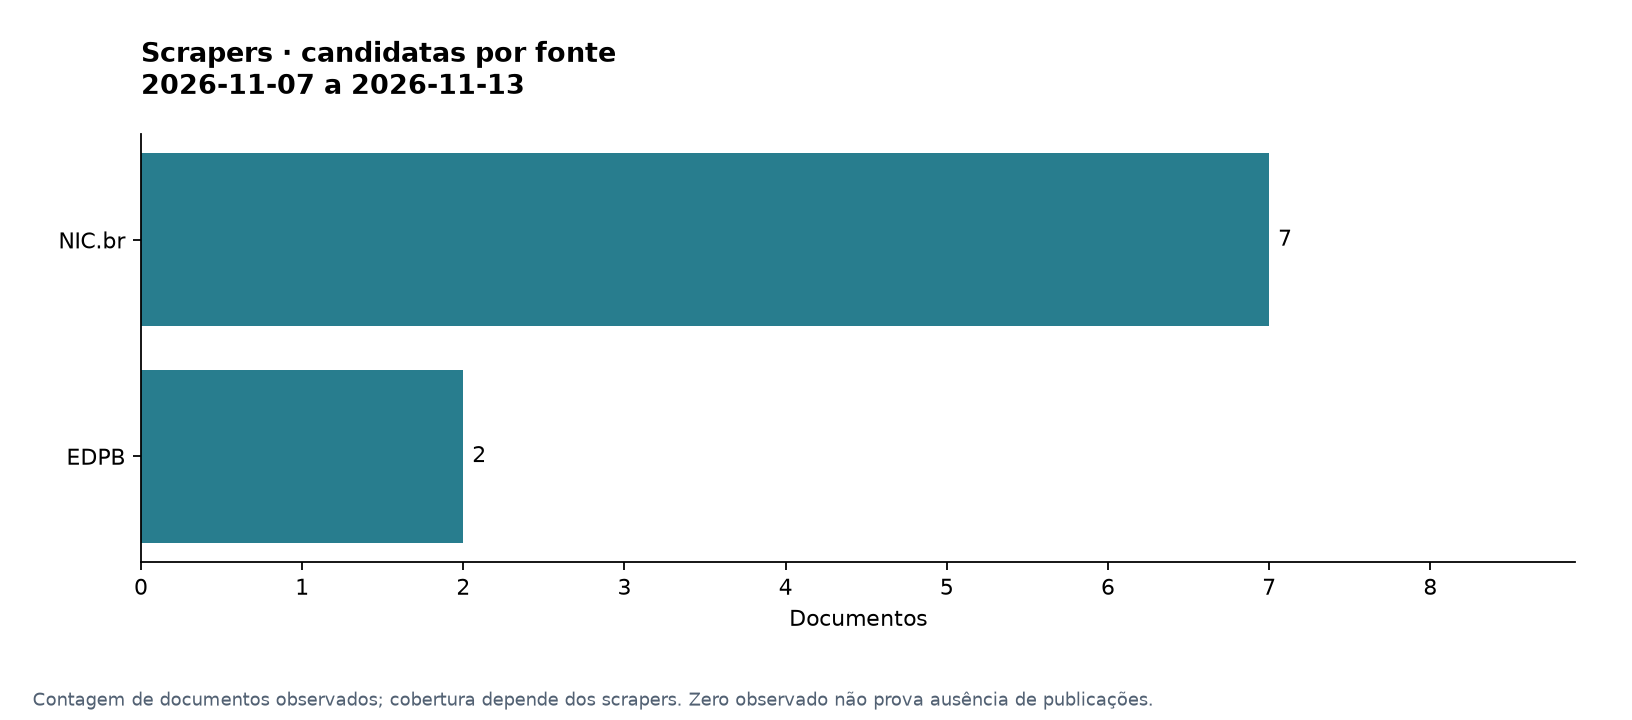 Scrapers · candidatas por fonte
2026-11-07 a 2026-11-13
NIC.br
7
EDPB
2
0 1 2 3 4 5 6 7 8
Documentos
Contagem de documentos observados; cobertura depende dos scrapers. Zero observado não prova ausência de publicações.